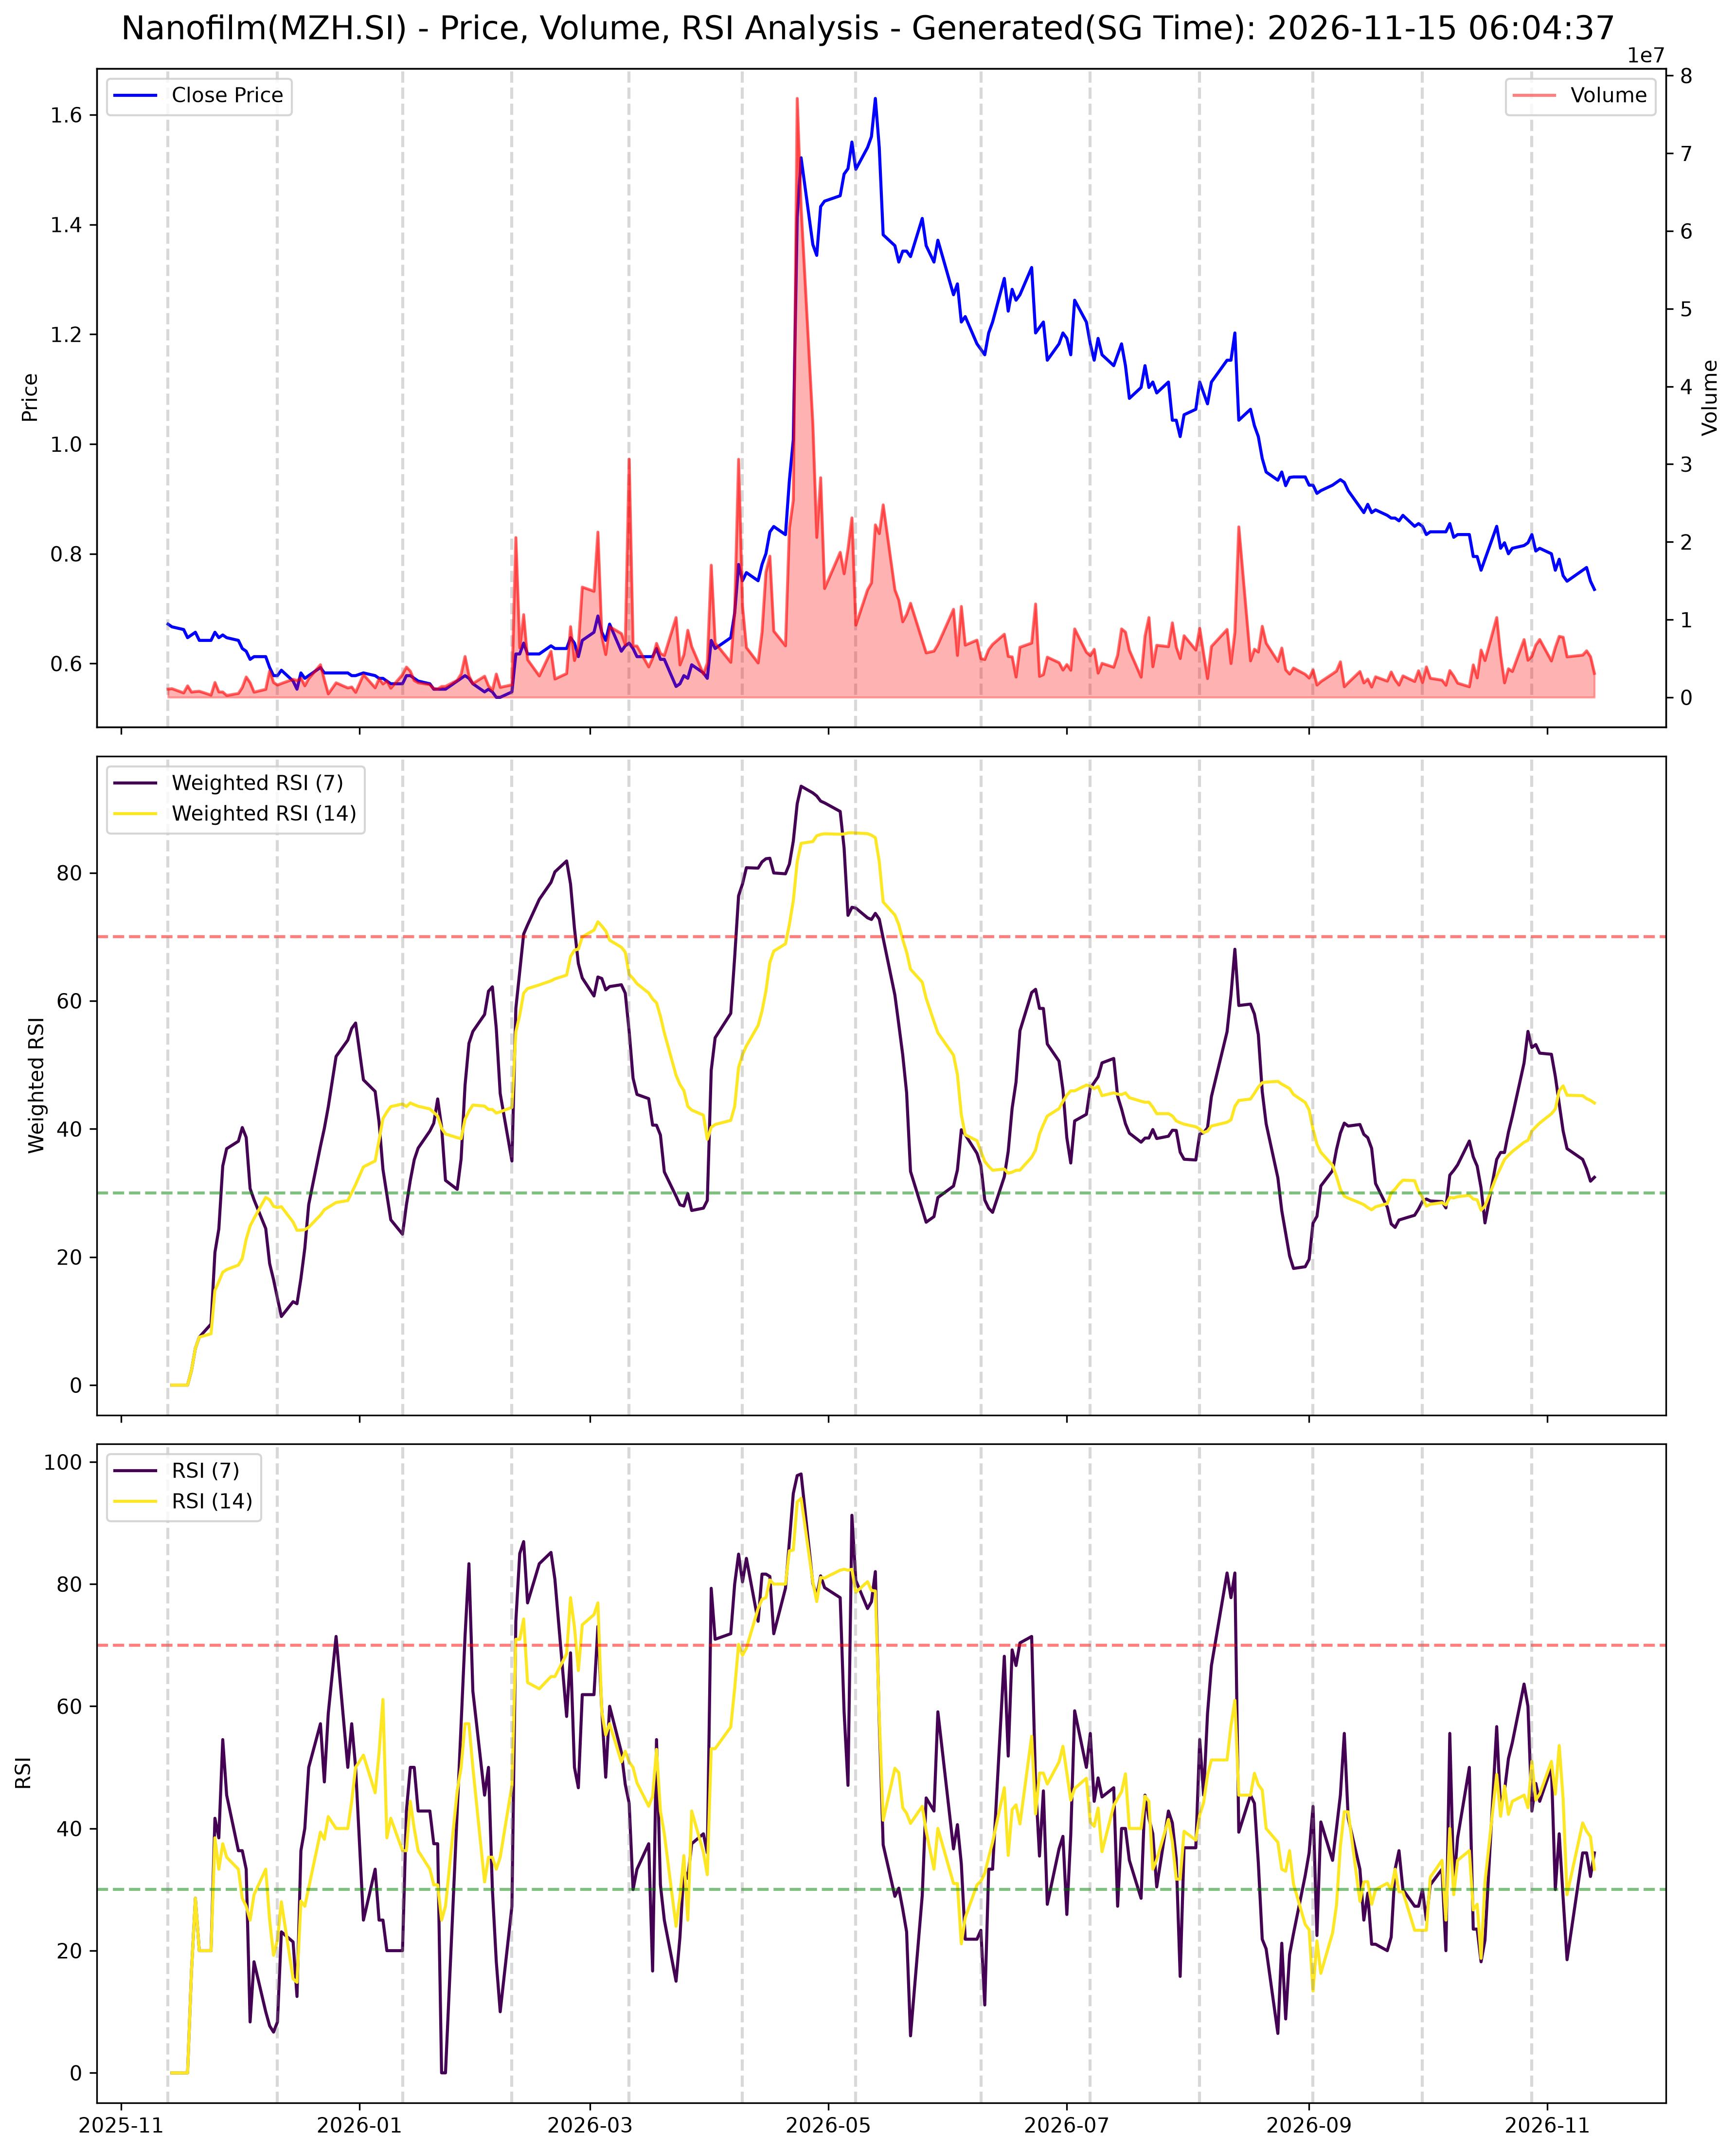 Nanofilm(MZH.SI) - Price, Volume, RSI Analysis - Generated(SG Time): 2026-11-15 06:04:37
1e7
Close Price
Volume
1.6
1.4
1.2
1.0
0.8
0.6
Price
8
7
6
5
4
3
2
1
0
Volume
Weighted RSI (7)
Weighted RSI (14)
80
60
40
20
0
Weighted RSI
RSI (7)
RSI (14)
100
80
60
40
20
0
RSI
2025-11
2026-01
2026-03
2026-05
2026-07
2026-09
2026-11